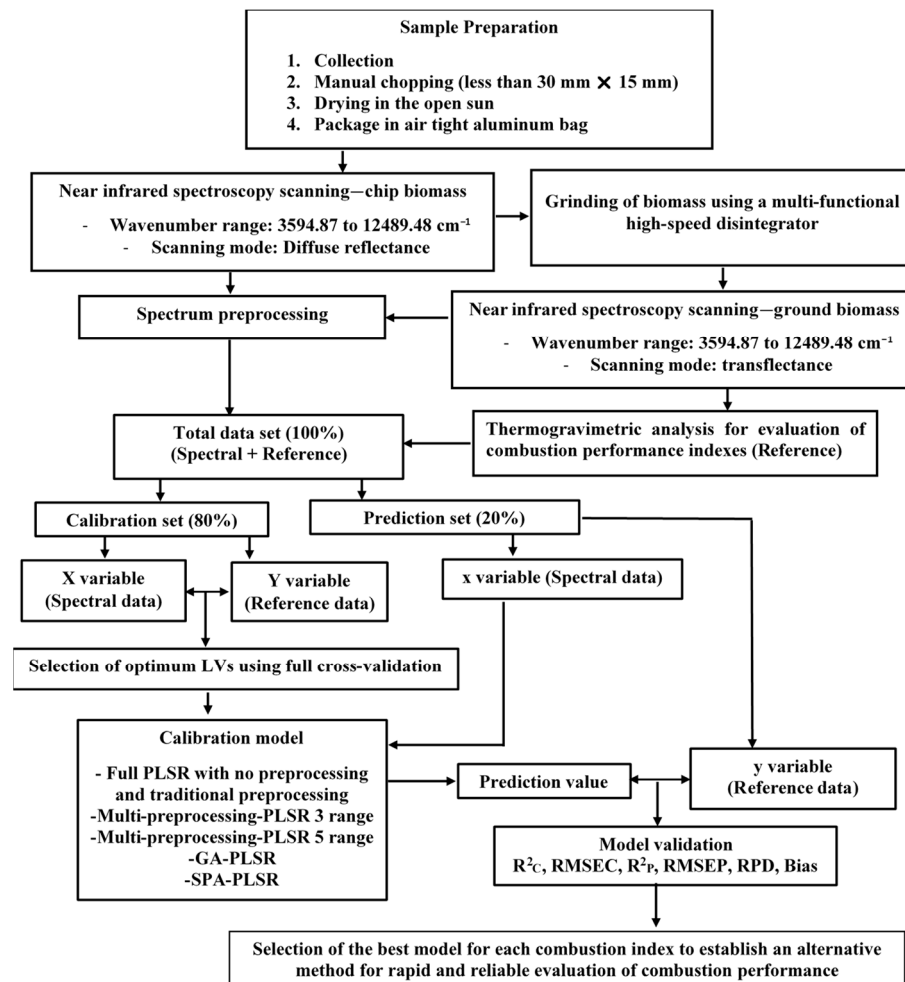 Sample Preparation
1. Collection
2. Manual chopping (less than 30 mm × 15 mm)
3. Drying in the open sun
4. Package in air tight aluminum bag
Near infrared spectroscopy scanning—chip biomass
- Wavenumber range: 3594.87 to 12489.48 cm⁻¹
- Scanning mode: Diffuse reflectance
Grinding of biomass using a multi-functional
high-speed disintegrator
Spectrum preprocessing
Near infrared spectroscopy scanning—ground biomass
- Wavenumber range: 3594.87 to 12489.48 cm⁻¹
- Scanning mode: transflectance
Total data set (100%)
(Spectral + Reference)
Thermogravimetric analysis for evaluation of
combustion performance indexes (Reference)
Calibration set (80%)
Prediction set (20%)
X variable
(Spectral data)
Y variable
(Reference data)
x variable (Spectral data)
Selection of optimum LVs using full cross-validation
Calibration model
- Full PLSR with no preprocessing
and traditional preprocessing
-Multi-preprocessing-PLSR 3 range
-Multi-preprocessing-PLSR 5 range
-GA-PLSR
-SPA-PLSR
Prediction value
y variable
(Reference data)
Model validation
R²C, RMSEC, R²P, RMSEP, RPD, Bias
Selection of the best model for each combustion index to establish an alternative
method for rapid and reliable evaluation of combustion performance